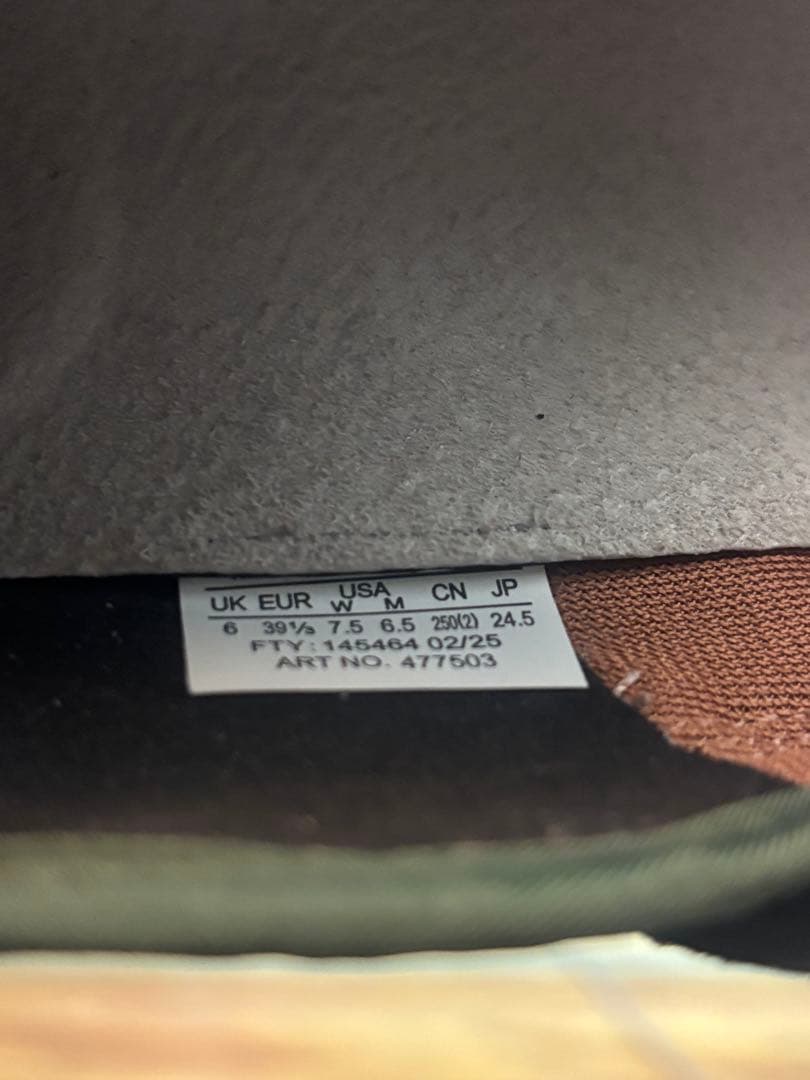 UK EUR USA CN JP
W M
6 39⅓ 7.5 6.5 250(2) 24.5
FTY: 145464 02/25
ART NO. 477503